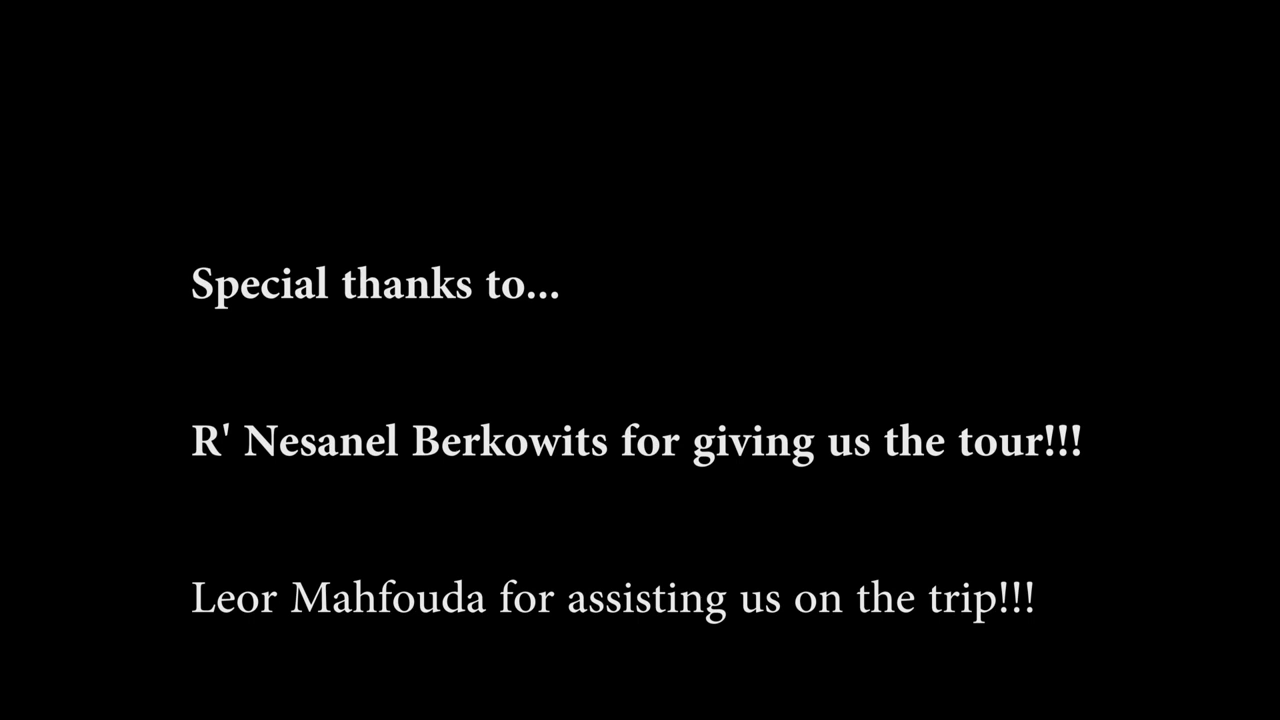 Special thanks to...
R' Nesanel Berkowits for giving us the tour!!!
Leor Mahfouda for assisting us on the trip!!!